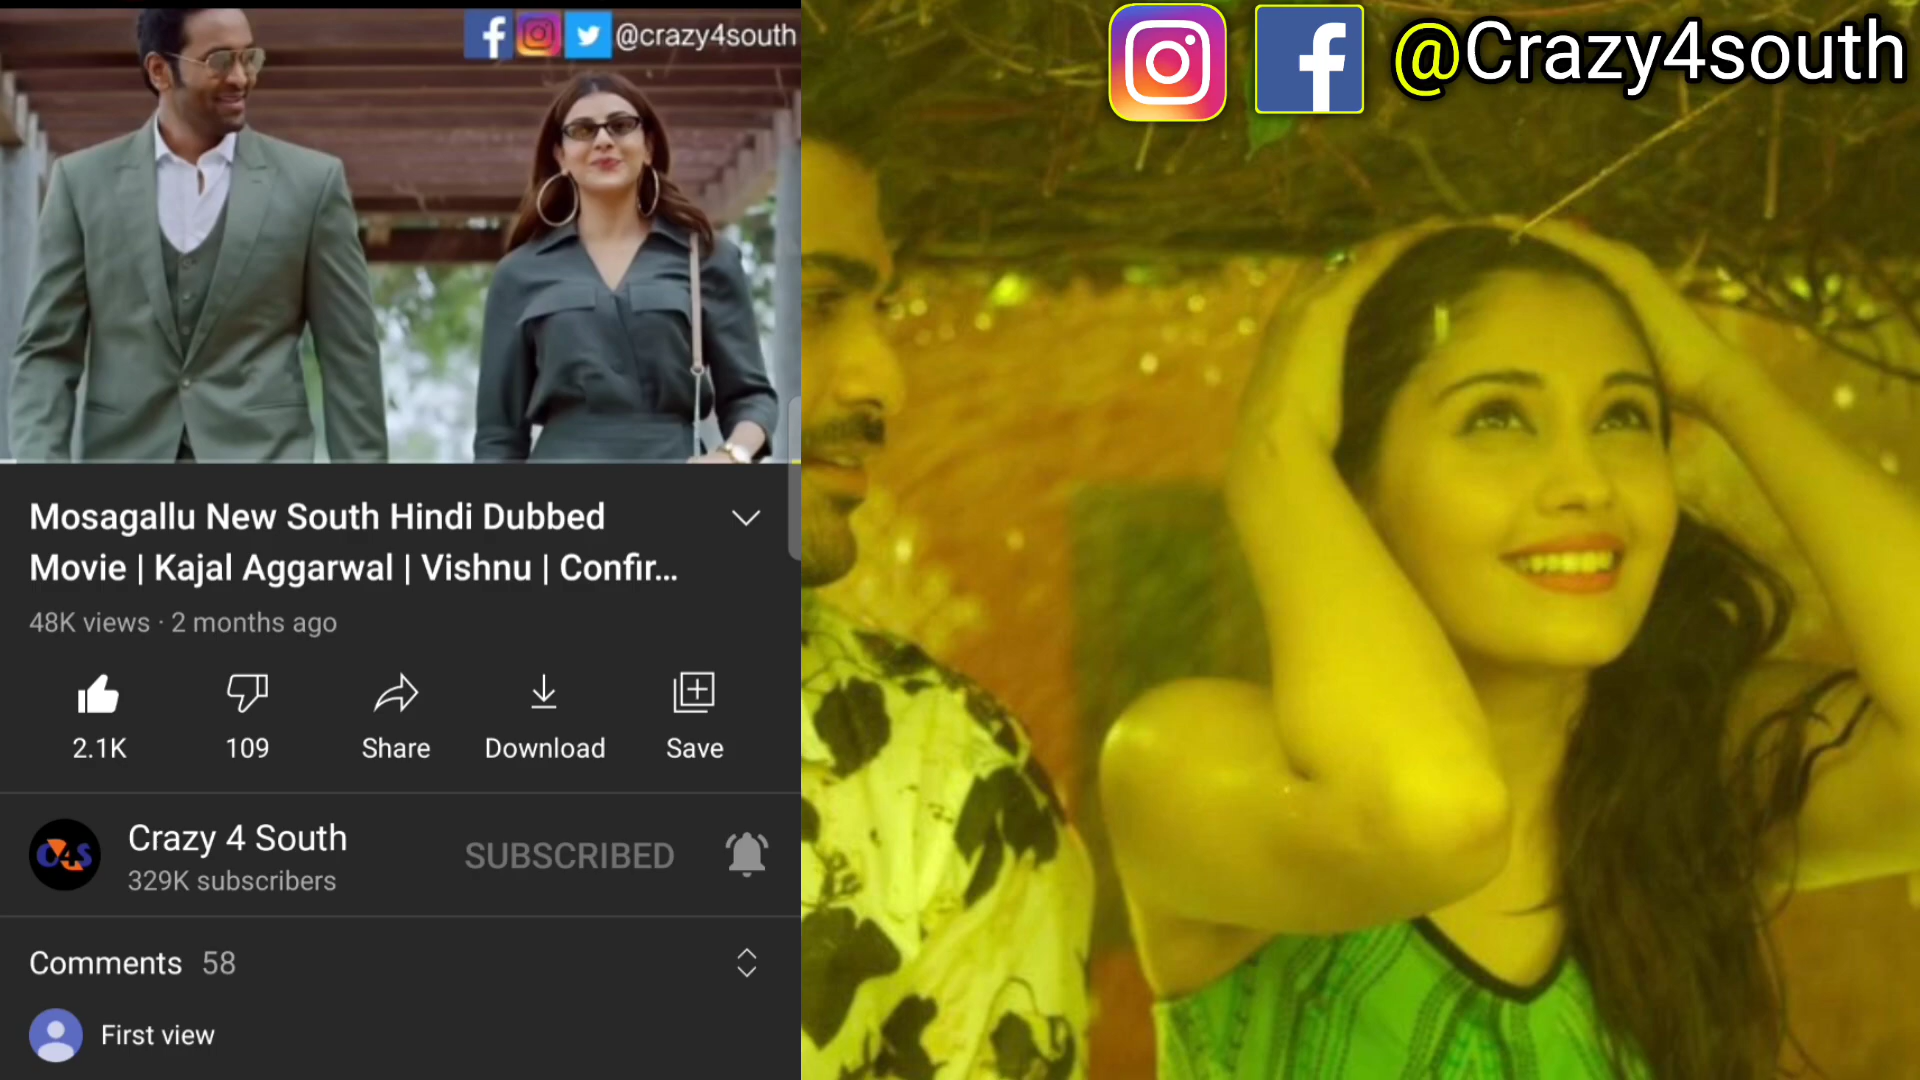 @crazy4south
@Crazy4south
Mosagallu New South Hindi Dubbed
Movie | Kajal Aggarwal | Vishnu | Confir...
48K views · 2 months ago
2.1K
109
Share
Download
Save
C4S
Crazy 4 South
329K subscribers
SUBSCRIBED
Comments 58
First view